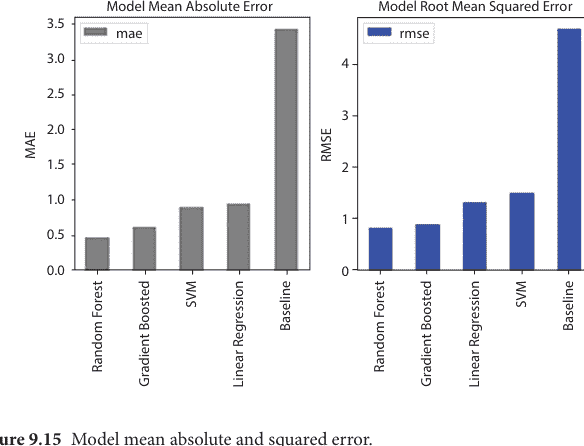 Model Mean Absolute Error
mae
MAE
3.5
3.0
2.5
2.0
1.5
1.0
0.5
0.0
Random Forest
Gradient Boosted
SVM
Linear Regression
Baseline
Model Root Mean Squared Error
rmse
RMSE
4
3
2
1
0
Random Forest
Gradient Boosted
Linear Regression
SVM
Baseline
ure 9.15 Model mean absolute and squared error.